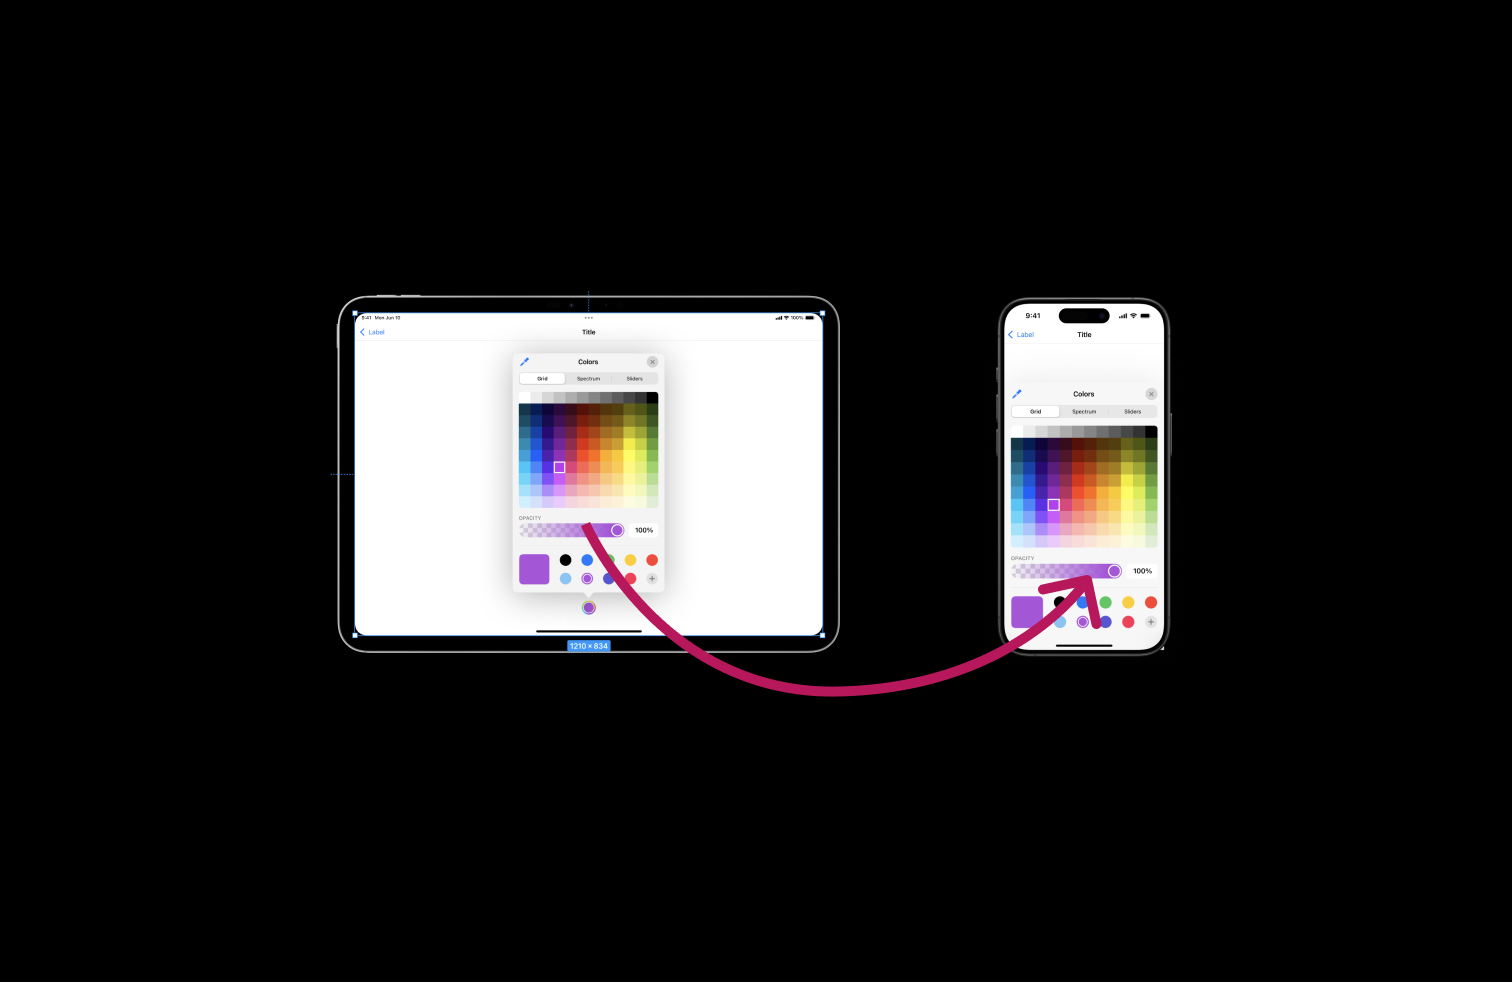 9:41 Mon Jun 10
100%
Label
Title
Colors
Grid
Spectrum
Sliders
OPACITY
100%
1210 × 834
9:41
Label
Title
Colors
Grid
Spectrum
Sliders
OPACITY
100%